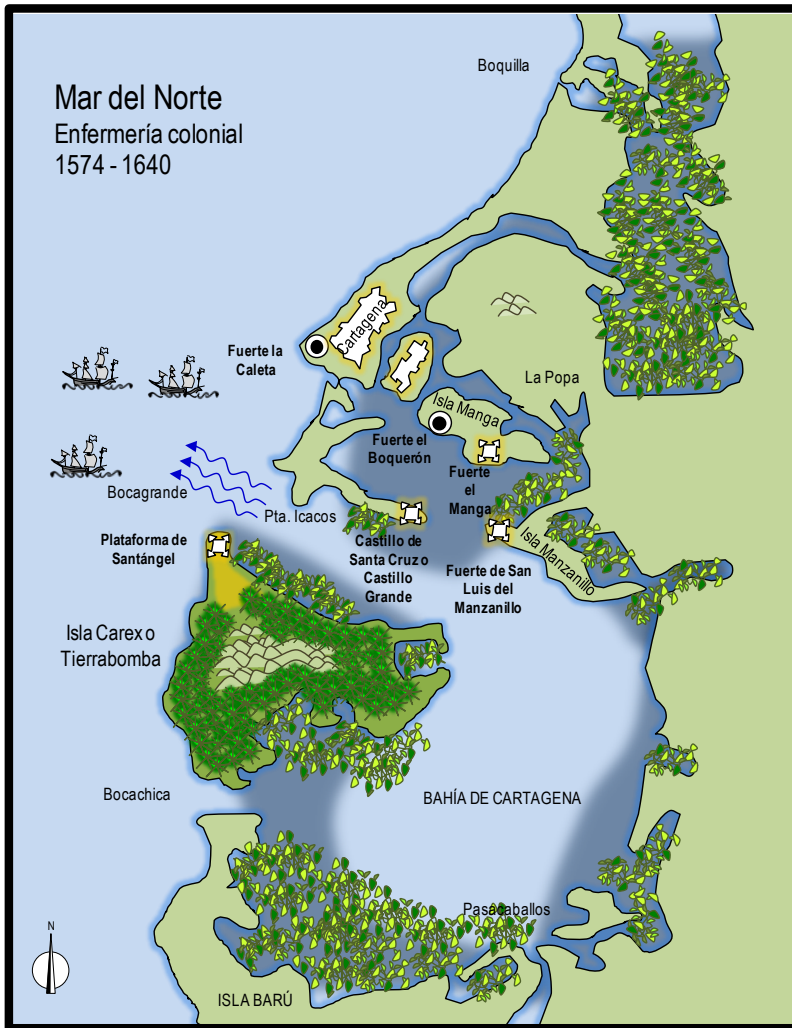 Boquilla
Mar del Norte
Enfermería colonial
1574 - 1640
Cartagena
Fuerte la
Caleta
La Popa
Isla Manga
Fuerte el
Boquerón
Fuerte
el
Manga
Bocagrande
Pta. Icacos
Plataforma de
Santángel
Castillo de
Santa Cruz o
Castillo
Grande
Fuerte de San
Luis del
Manzanillo
Isla Manzanillo
Isla Carex o
Tierrabomba
Bocachica
BAHÍA DE CARTAGENA
Pasacaballos
N
ISLA BARÚ